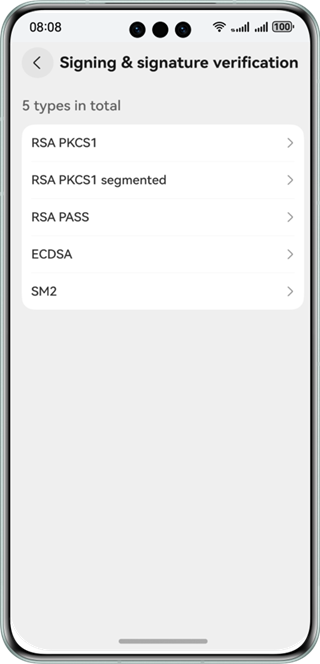 08:08
100
Signing & signature verification
5 types in total
RSA PKCS1
RSA PKCS1 segmented
RSA PASS
ECDSA
SM2